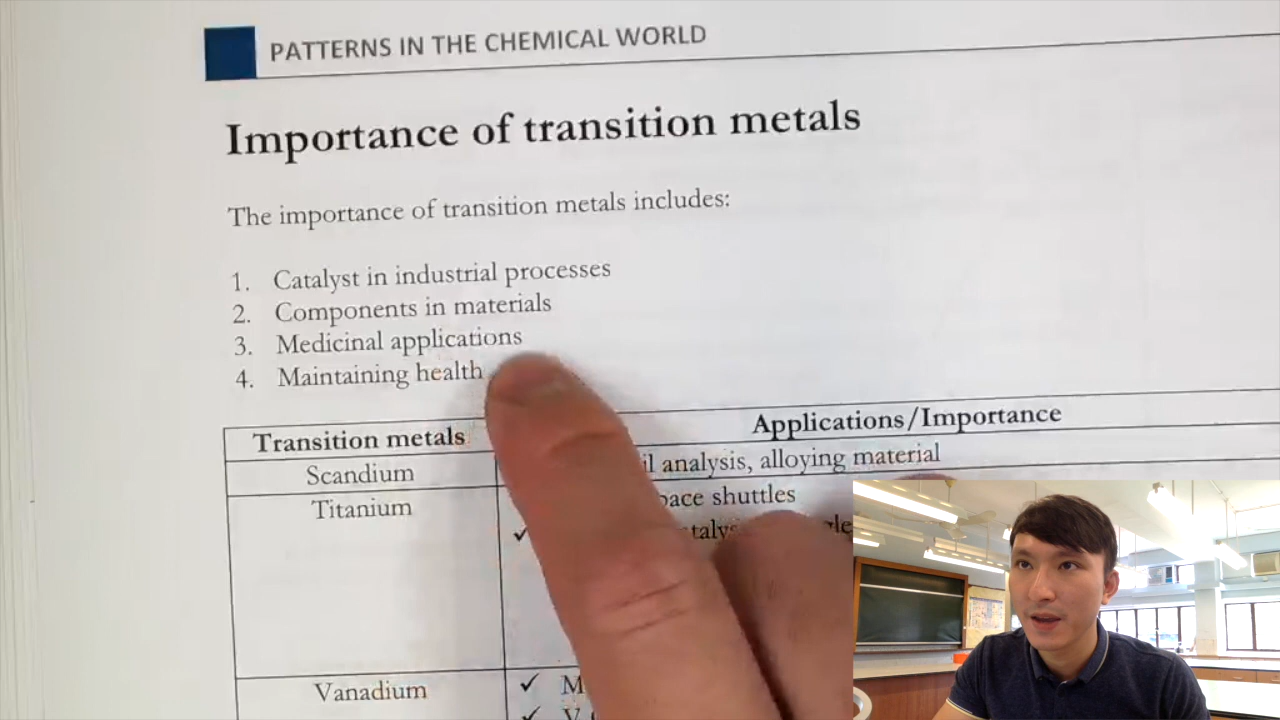 PATTERNS IN THE CHEMICAL WORLD
Importance of transition metals
The importance of transition metals includes:
1. Catalyst in industrial processes
2. Components in materials
3. Medicinal applications
4. Maintaining health
Transition metals Applications/Importance
Scandium analysis, alloying material
Titanium shuttles
✓
Vanadium ✓ M
✓ V